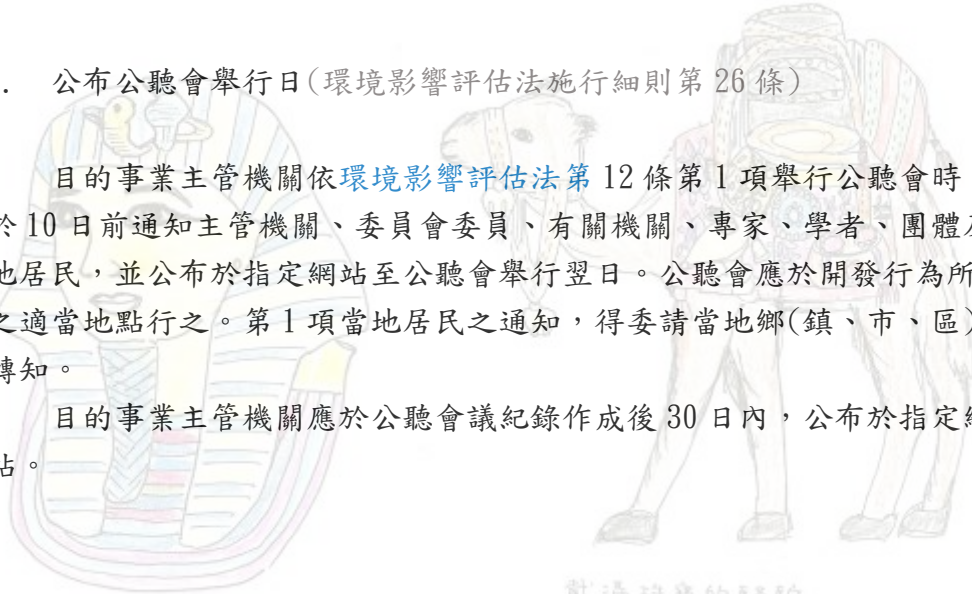 . 公布公聽會舉行日(環境影響評估法施行細則第 26 條)
目的事業主管機關依環境影響評估法第 12 條第 1 項舉行公聽會時
於 10 日前通知主管機關、委員會委員、有關機關、專家、學者、團體
地居民，並公布於指定網站至公聽會舉行翌日。公聽會應於開發行為所
之適當地點行之。第 1 項當地居民之通知，得委請當地鄉(鎮、市、區)
轉知。
目的事業主管機關應於公聽會議紀錄作成後 30 日內，公布於指定
站。